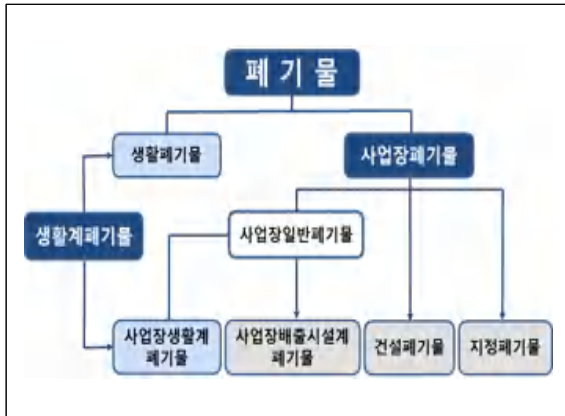 폐 기 물
생활폐기물
사업장폐기물
생활계폐기물
사업장일반폐기물
사업장생활계
폐기물
사업장배출시설계
폐기물
건설폐기물
지정폐기물